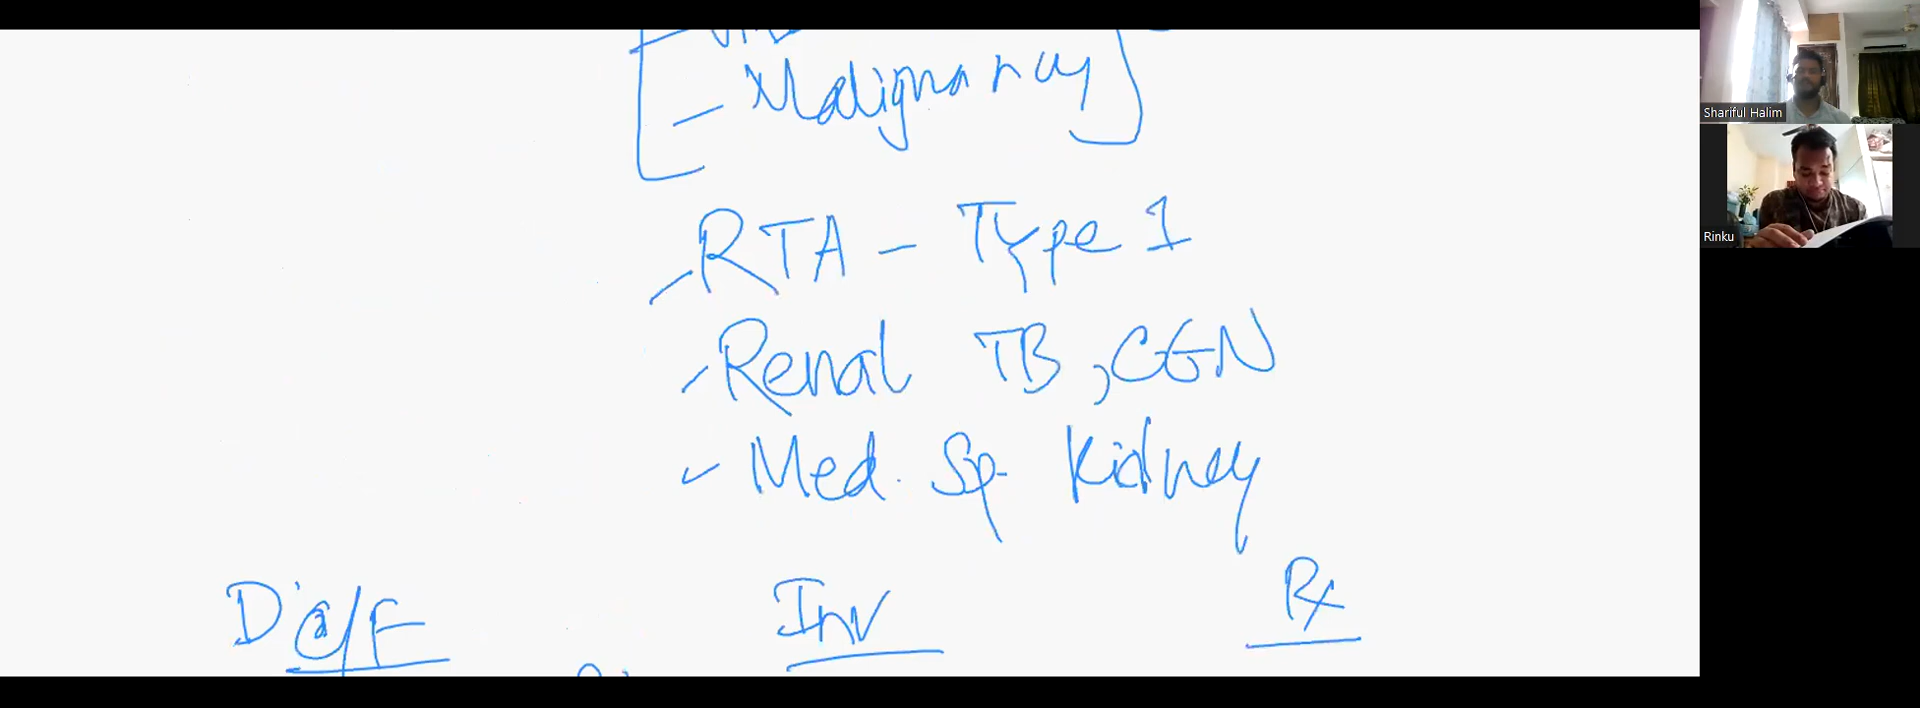 - Malignancy
- RTA - Type 1
- Renal TB, CGN
- Med. Sp. Kidney
C/F Inv Rx
Shariful Halim
Rinku